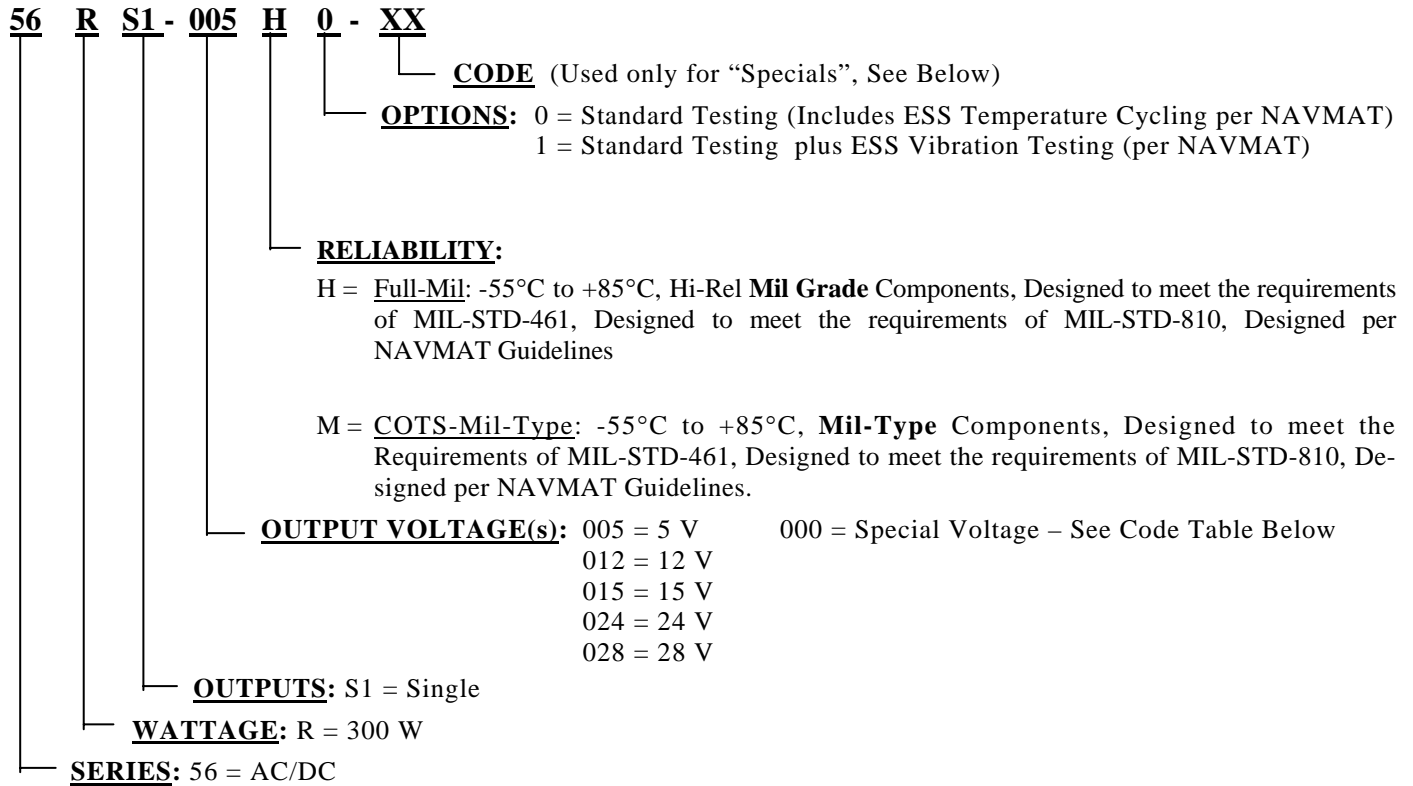 56 R S1 - 005 H 0 - XX
CODE (Used only for “Specials”, See Below)
OPTIONS: 0 = Standard Testing (Includes ESS Temperature Cycling per NAVMAT)
1 = Standard Testing plus ESS Vibration Testing (per NAVMAT)
RELIABILITY:
H = Full-Mil: -55°C to +85°C, Hi-Rel Mil Grade Components, Designed to meet the requirements
of MIL-STD-461, Designed to meet the requirements of MIL-STD-810, Designed per
NAVMAT Guidelines
M = COTS-Mil-Type: -55°C to +85°C, Mil-Type Components, Designed to meet the
Requirements of MIL-STD-461, Designed to meet the requirements of MIL-STD-810, De-
signed per NAVMAT Guidelines.
OUTPUT VOLTAGE(s): 005 = 5 V 000 = Special Voltage – See Code Table Below
012 = 12 V
015 = 15 V
024 = 24 V
028 = 28 V
OUTPUTS: S1 = Single
WATTAGE: R = 300 W
SERIES: 56 = AC/DC